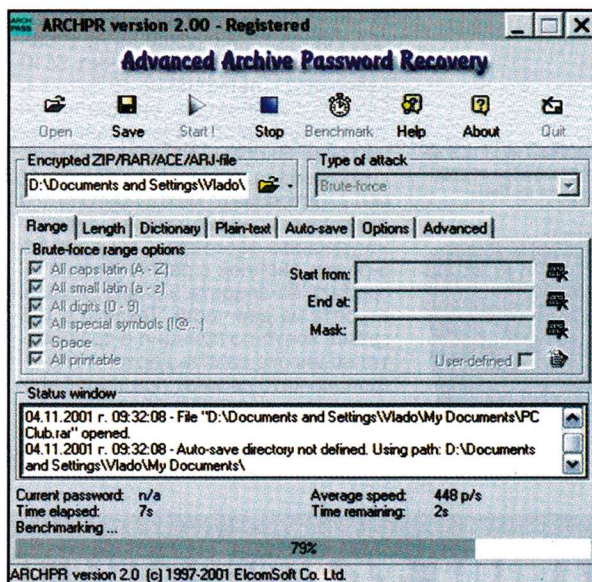 ARCH
PASS
ARCHPR version 2.00 - Registered
Advanced Archive Password Recovery
Open Save Start ! Stop Benchmark Help About Quit
Encrypted ZIP/RAR/ACE/ARJ-file
D:\Documents and Settings\Vlado\
Type of attack
Brute-force
Range Length Dictionary Plain-text Auto-save Options Advanced
Brute-force range options
All caps latin (A - Z)
All small latin (a - z)
All digits (0 - 9)
All special symbols (!@...)
Space
All printable
Start from:
End at:
Mask:
User-defined
Status window
04.11.2001 г. 09:32:08 - File "D:\Documents and Settings\Vlado\My Documents\PC
Club.rar" opened.
04.11.2001 г. 09:32:08 - Auto-save directory not defined. Using path: D:\Documents
and Settings\Vlado\My Documents\
Current password: n/a Average speed: 448 p/s
Time elapsed: 7s Time remaining: 2s
Benchmarking ...
79%
ARCHPR version 2.0 (c) 1997-2001 ElcomSoft Co. Ltd.